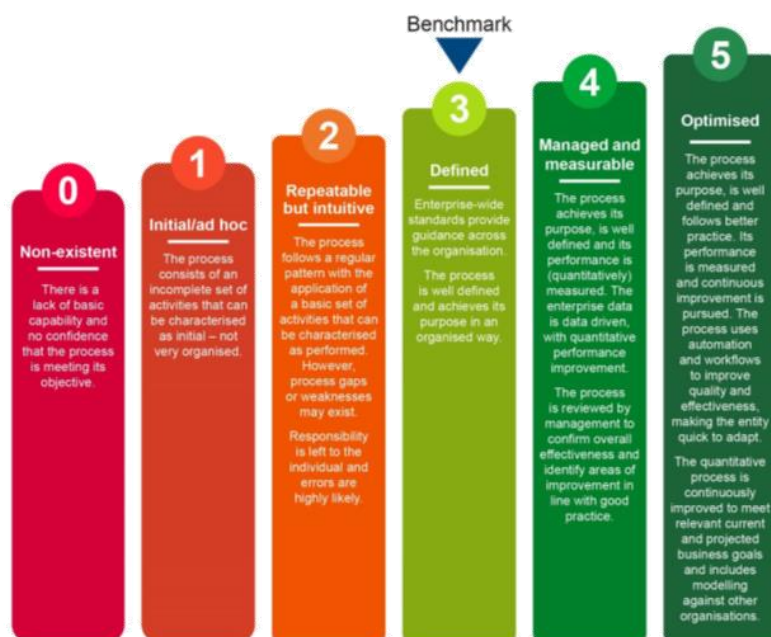 Benchmark
0
Non-existent
There is a
lack of basic
capability and
no confidence
that the process
is meeting its
objective.
1
Initial/ad hoc
The process
consists of an
incomplete set of
activities that can
be characterised
as initial – not
very organised.
2
Repeatable
but intuitive
The process
follows a regular
pattern with the
application of
a basic set of
activities that can
be characterised
as performed.
However,
process gaps
or weaknesses
may exist.
Responsibility
is left to the
individual and
errors are
highly likely.
3
Defined
Enterprise-wide
standards provide
guidance across
the organisation.
The process
is well defined
and achieves its
purpose in an
organised way.
4
Managed and
measurable
The process
achieves its
purpose, is well
defined and its
performance is
(quantitatively)
measured. The
enterprise data
is data driven,
with quantitative
performance
improvement.
The process
is reviewed by
management to
confirm overall
effectiveness and
identify areas of
improvement in
line with good
practice.
5
Optimised
The process
achieves its
purpose, is well
defined and
follows better
practice. Its
performance
is measured
and continuous
improvement is
pursued. The
process uses
automation
and workflows
to improve
quality and
effectiveness,
making the entity
quick to adapt.
The quantitative
process is
continuously
improved to meet
relevant current
and projected
business goals
and includes
modelling
against other
organisations.